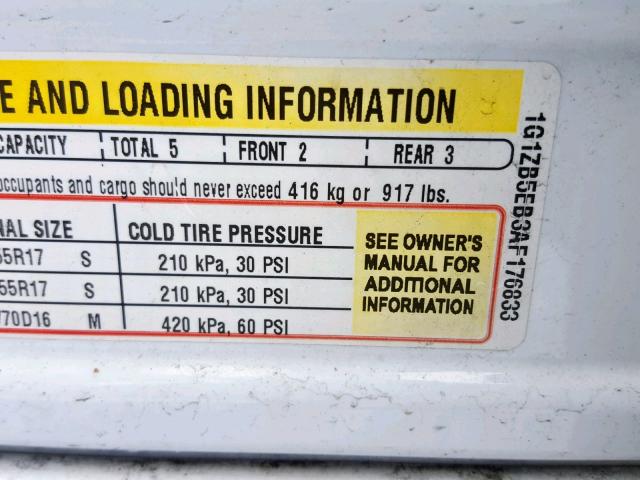 E AND LOADING INFORMATION
CAPACITY TOTAL 5 FRONT 2 REAR 3
occupants and cargo should never exceed 416 kg or 917 lbs.
NAL SIZE COLD TIRE PRESSURE
55R17 S 210 kPa, 30 PSI
55R17 S 210 kPa, 30 PSI
/70D16 M 420 kPa, 60 PSI
SEE OWNER'S
MANUAL FOR
ADDITIONAL
INFORMATION
1G1ZB5EB3AF176833